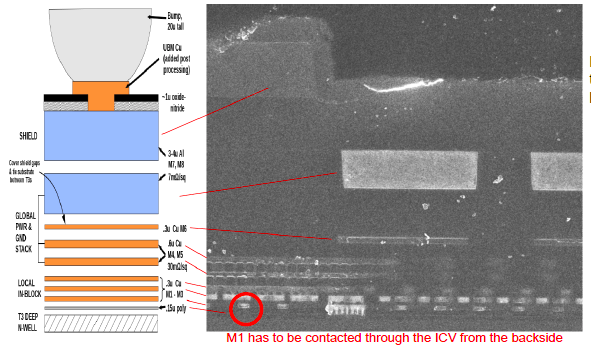 Bump,
20u tall
UBM Cu
(added post
processing)
~1u oxide-
nitride
SHIELD
3-4u Al
M7, M8
7mΩ/sq
Cover shield gaps
& tie substrate
between T3s
GLOBAL
PWR &
GND
STACK
.3u Cu M6
.6u Cu
M4, M5
30mΩ/sq
LOCAL
IN-BLOCK
.3u Cu
M1 - M3
.15u poly
T3 DEEP
N-WELL
M1 has to be contacted through the ICV from the backside